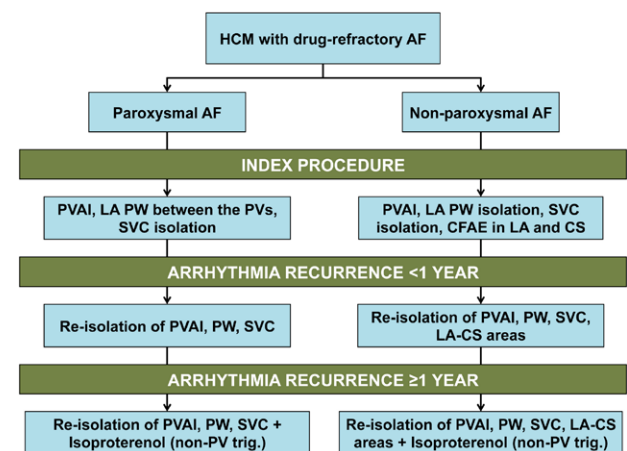 HCM with drug-refractory AF
Paroxysmal AF
Non-paroxysmal AF
INDEX PROCEDURE
PVAI, LA PW between the PVs,
SVC isolation
PVAI, LA PW isolation, SVC
isolation, CFAE in LA and CS
ARRHYTHMIA RECURRENCE <1 YEAR
Re-isolation of PVAI, PW, SVC
Re-isolation of PVAI, PW, SVC,
LA-CS areas
ARRHYTHMIA RECURRENCE ≥1 YEAR
Re-isolation of PVAI, PW, SVC +
Isoproterenol (non-PV trig.)
Re-isolation of PVAI, PW, SVC, LA-CS
areas + Isoproterenol (non-PV trig.)